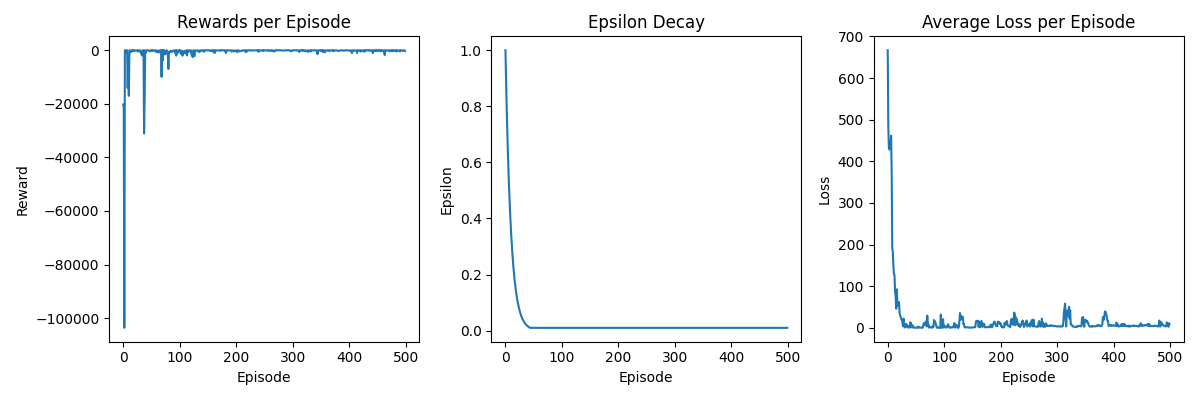 Rewards per Episode
0
−20000
−40000
−60000
−80000
−100000
Reward
0 100 200 300 400 500
Episode
Epsilon Decay
1.0
0.8
0.6
0.4
0.2
0.0
Epsilon
0 100 200 300 400 500
Episode
Average Loss per Episode
700
600
500
400
300
200
100
0
Loss
0 100 200 300 400 500
Episode